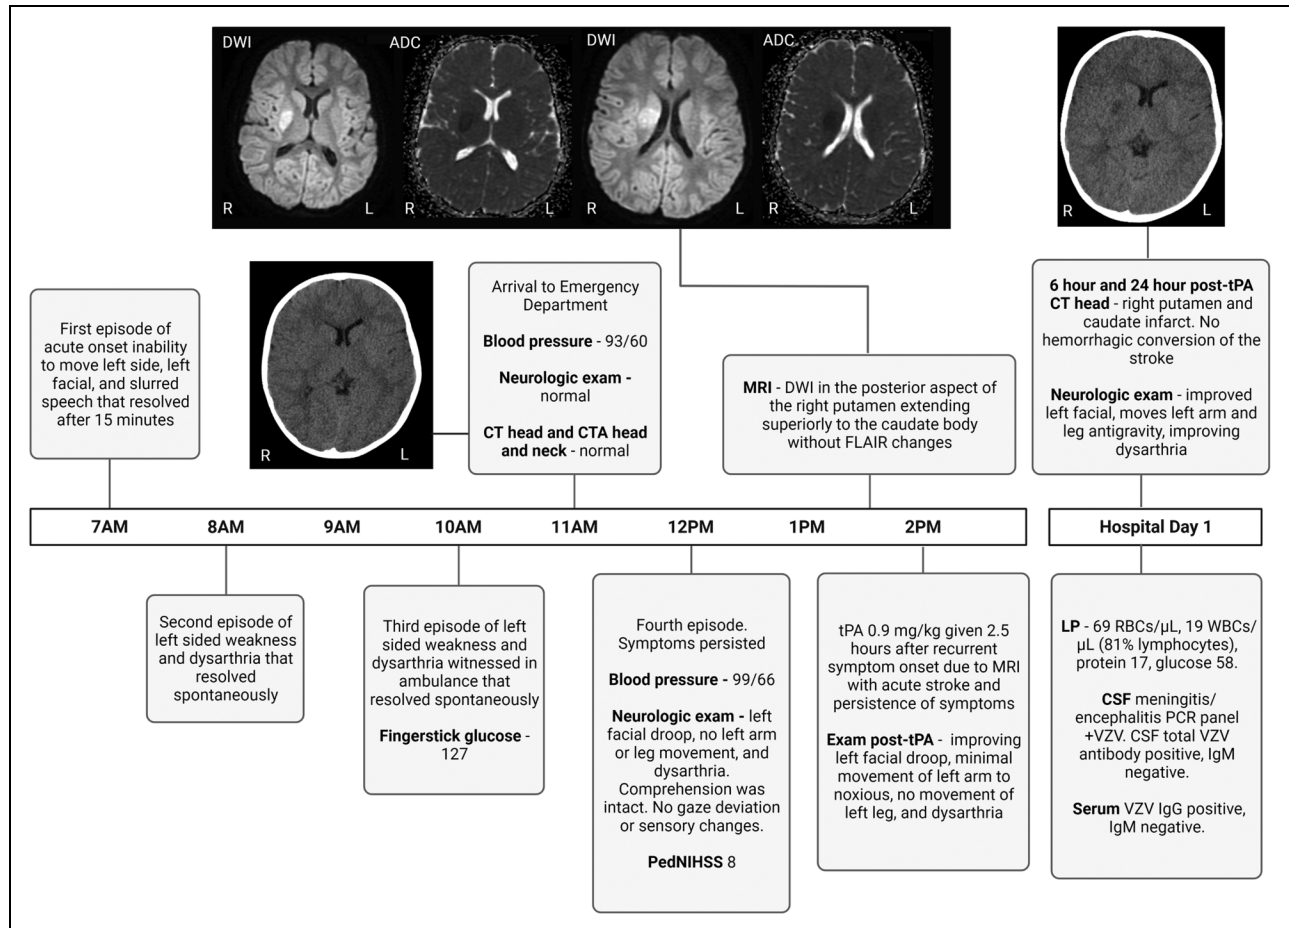 DWI
ADC
DWI
ADC
R
L
R
L
R
L
R
L
R
L
R
L
First episode of
acute onset inability
to move left side, left
facial, and slurred
speech that resolved
after 15 minutes
Arrival to Emergency
Department
Blood pressure - 93/60
Neurologic exam -
normal
CT head and CTA head
and neck - normal
MRI - DWI in the posterior aspect of
the right putamen extending
superiorly to the caudate body
without FLAIR changes
6 hour and 24 hour post-tPA
CT head - right putamen and
caudate infarct. No
hemorrhagic conversion of the
stroke
Neurologic exam - improved
left facial, moves left arm and
leg antigravity, improving
dysarthria
7AM
8AM
9AM
10AM
11AM
12PM
1PM
2PM
Hospital Day 1
Second episode of
left sided weakness
and dysarthria that
resolved
spontaneously
Third episode of left
sided weakness and
dysarthria witnessed in
ambulance that
resolved spontaneously
Fingerstick glucose -
127
Fourth episode.
Symptoms persisted
Blood pressure - 99/66
Neurologic exam - left
facial droop, no left arm
or leg movement, and
dysarthria.
Comprehension was
intact. No gaze deviation
or sensory changes.
PedNIHSS 8
tPA 0.9 mg/kg given 2.5
hours after recurrent
symptom onset due to MRI
with acute stroke and
persistence of symptoms
Exam post-tPA - improving
left facial droop, minimal
movement of left arm to
noxious, no movement of
left leg, and dysarthria
LP - 69 RBCs/µL, 19 WBCs/
µL (81% lymphocytes),
protein 17, glucose 58.
CSF meningitis/
encephalitis PCR panel
+VZV. CSF total VZV
antibody positive, IgM
negative.
Serum VZV IgG positive,
IgM negative.